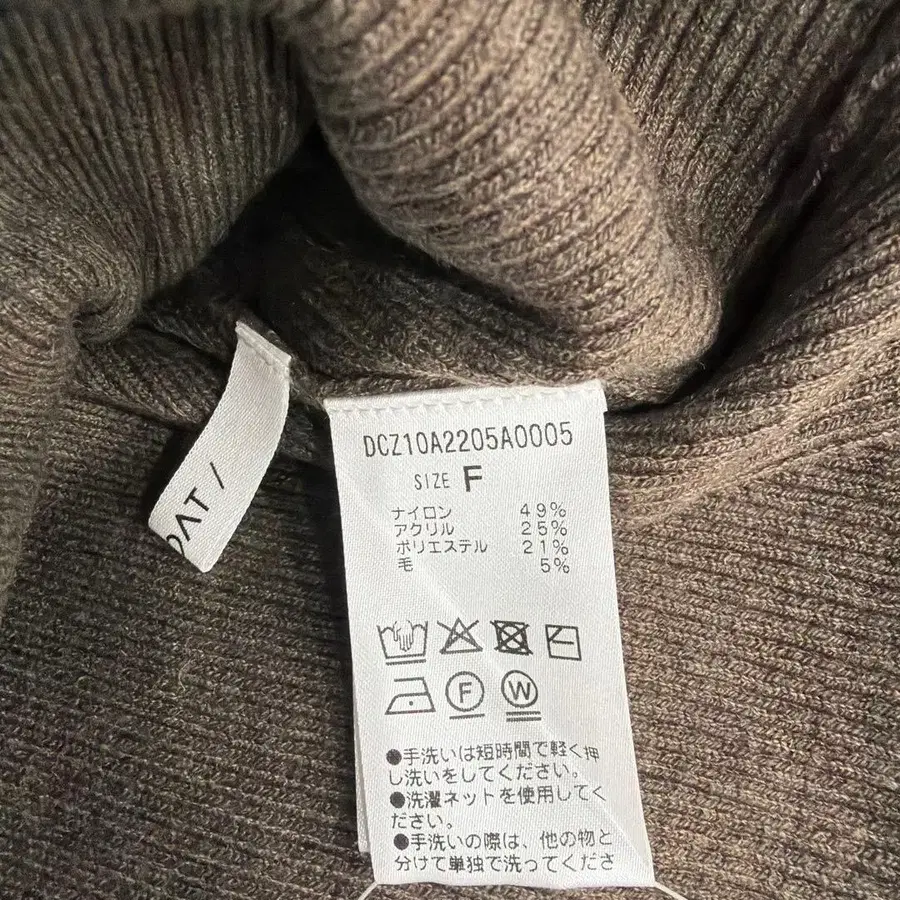 DCZ10A2205A0005
SIZE F
ナイロン 49%
アクリル 25%
ポリエステル 21%
毛 5%
F W
●手洗いは短時間で軽く押
し洗いをしてください。
●洗濯ネットを使用してく
ださい。
●手洗いの際は、他の物と
分けて単独で洗ってくださ